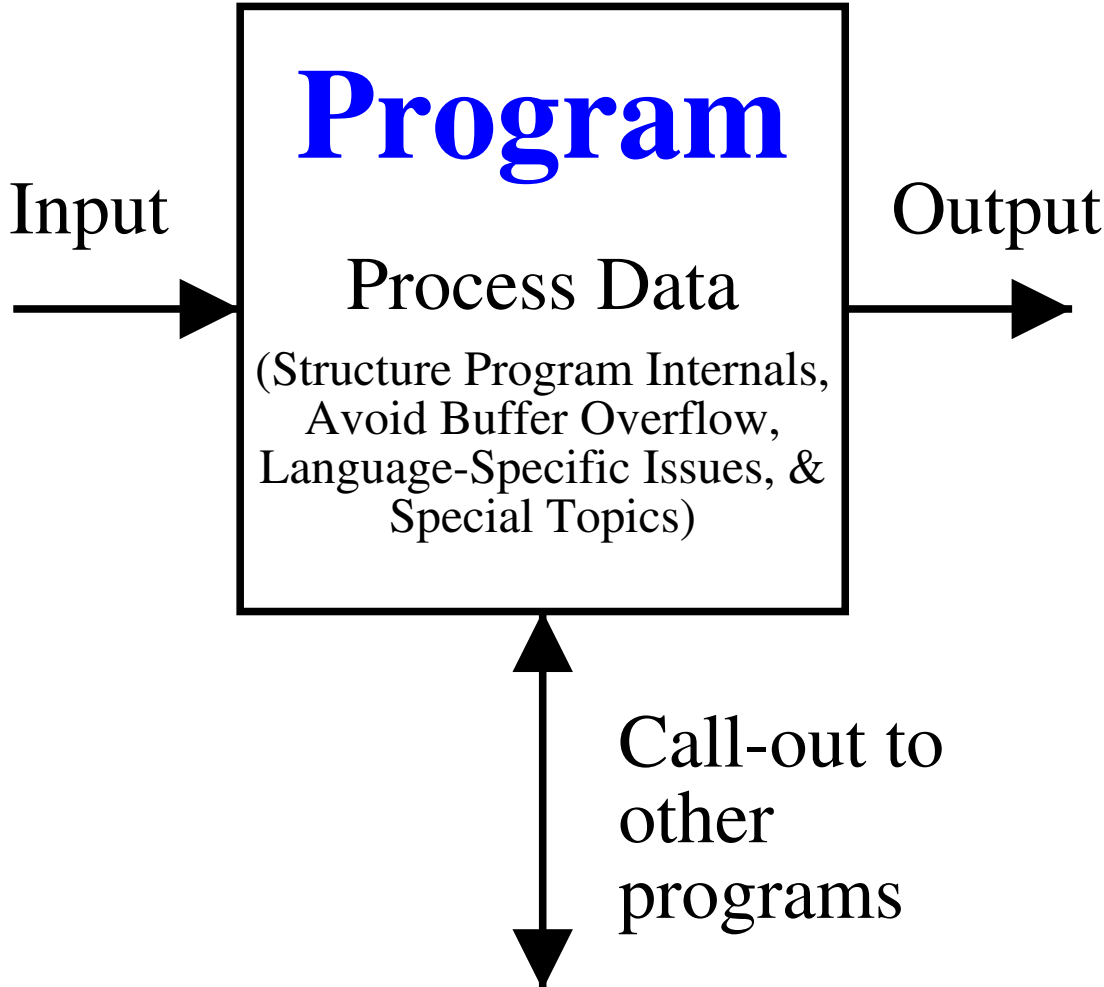 Program
Input
Output
Process Data
(Structure Program Internals,
Avoid Buffer Overflow,
Language-Specific Issues, &
Special Topics)
Call-out to
other
programs